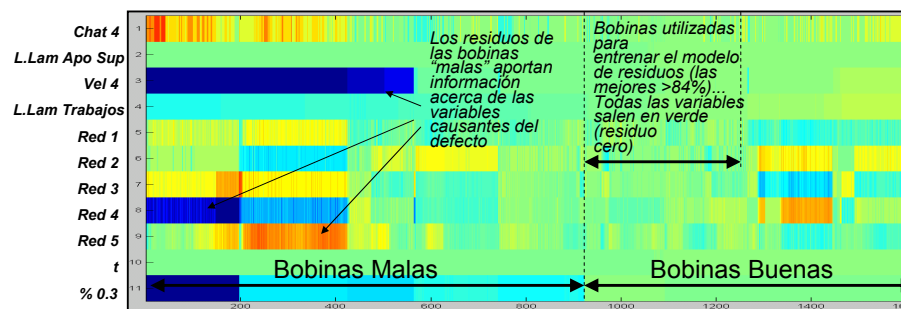 Chat 4
L.Lam Apo Sup
Vel 4
L.Lam Trabajos
Red 1
Red 2
Red 3
Red 4
Red 5
t
% 0.3
1
2
3
4
5
6
7
8
9
10
11
Los residuos de
las bobinas
"malas" aportan
información
acerca de las
variables
causantes del
defecto
Bobinas utilizadas
para
entrenar el modelo
de residuos (las
mejores >84%)...
Todas las variables
salen en verde
(residuo
cero)
Bobinas Malas
Bobinas Buenas
200
400
600
800
1000
1200
1400
1600